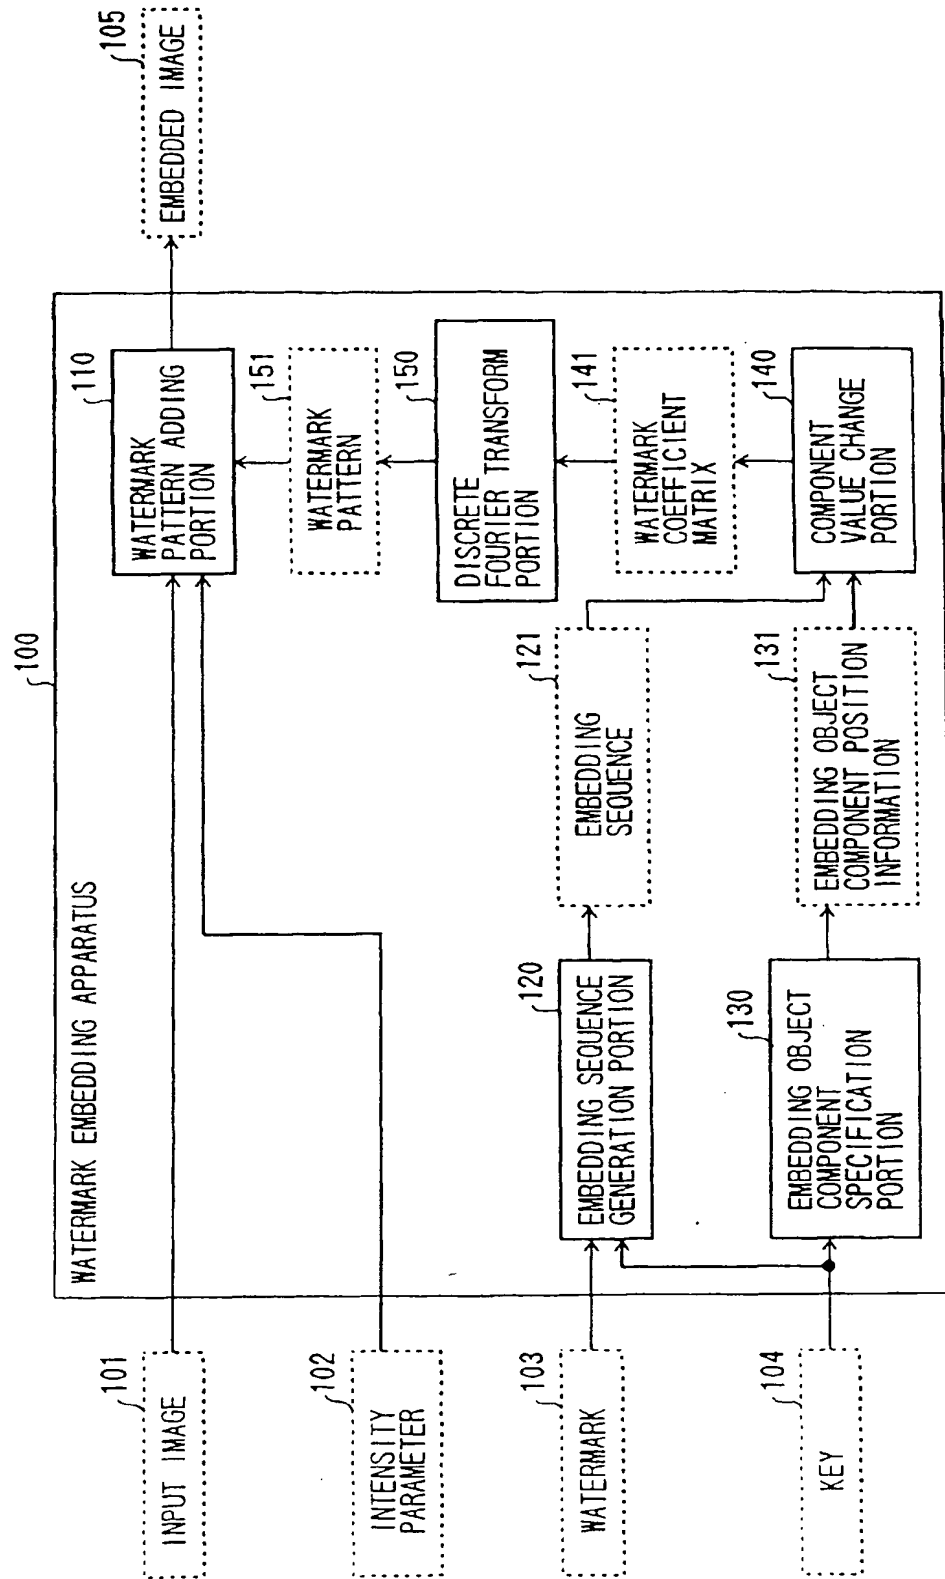 100
WATERMARK EMBEDDING APPARATUS
101
INPUT IMAGE
110
WATERMARK
PATTERN ADDING
PORTION
105
EMBEDDED IMAGE
102
INTENSITY
PARAMETER
151
WATERMARK
PATTERN
150
DISCRETE
FOURIER TRANSFORM
PORTION
103
WATERMARK
120
EMBEDDING SEQUENCE
GENERATION PORTION
121
EMBEDDING
SEQUENCE
141
WATERMARK
COEFFICIENT
MATRIX
104
KEY
130
EMBEDDING OBJECT
COMPONENT
SPECIFICATION
PORTION
131
EMBEDDING OBJECT
COMPONENT POSITION
INFORMATION
140
COMPONENT
VALUE CHANGE
PORTION